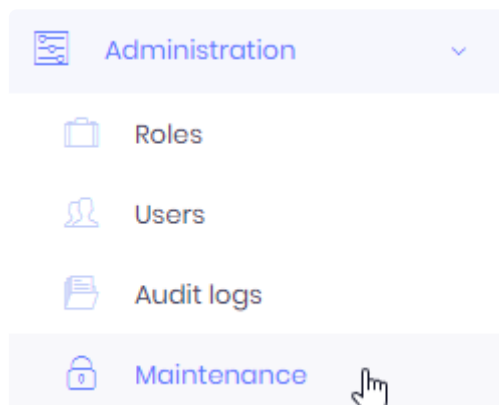 Administration
Roles
Users
Audit logs
Maintenance